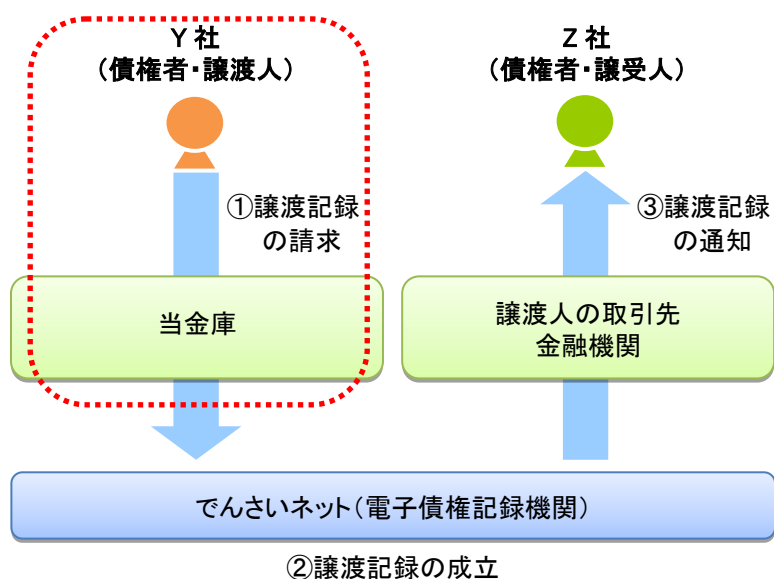 Y社
（債権者・譲渡人）
Z社
（債権者・譲受人）
①譲渡記録
の請求
③譲渡記録
の通知
当金庫
譲渡人の取引先
金融機関
でんさいネット（電子債権記録機関）
②譲渡記録の成立